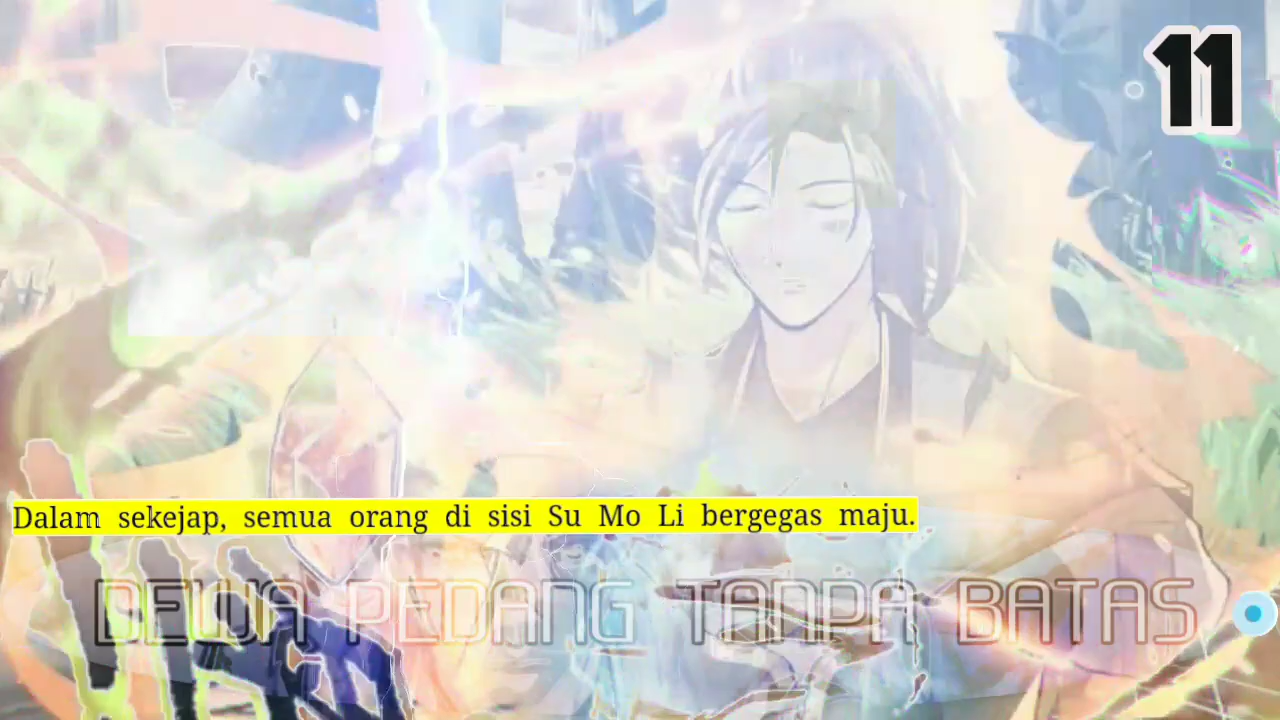 11
Dalam sekejap, semua orang di sisi Su Mo Li bergegas maju.
DEWA PEDANG TANPA BATAS